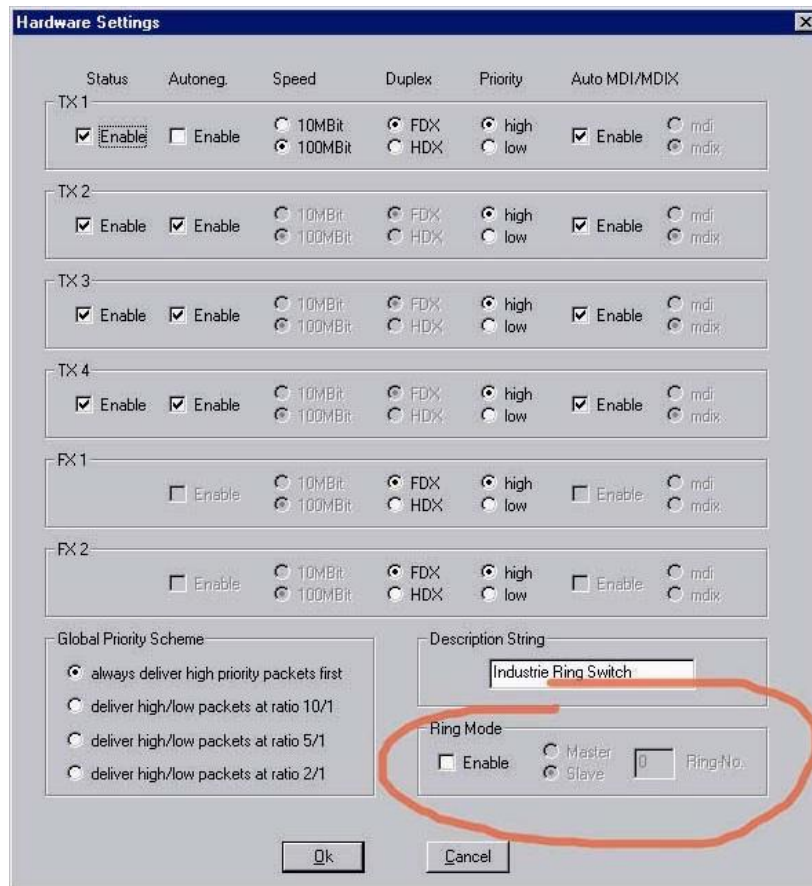 Hardware Settings
Status Autoneg. Speed Duplex Priority Auto MDI/MDIX
TX 1
Enable Enable 10MBit FDX high Enable mdi
100MBit HDX low mdix
TX 2
Enable Enable 10MBit FDX high Enable mdi
100MBit HDX low mdix
TX 3
Enable Enable 10MBit FDX high Enable mdi
100MBit HDX low mdix
TX 4
Enable Enable 10MBit FDX high Enable mdi
100MBit HDX low mdix
FX 1
Enable 10MBit FDX high Enable mdi
100MBit HDX low mdix
FX 2
Enable 10MBit FDX high Enable mdi
100MBit HDX low mdix
Global Priority Scheme
always deliver high priority packets first
deliver high/low packets at ratio 10/1
deliver high/low packets at ratio 5/1
deliver high/low packets at ratio 2/1
Description String
Industrie Ring Switch
Ring Mode
Enable Master 0 Ring-No.
Slave
Ok Cancel